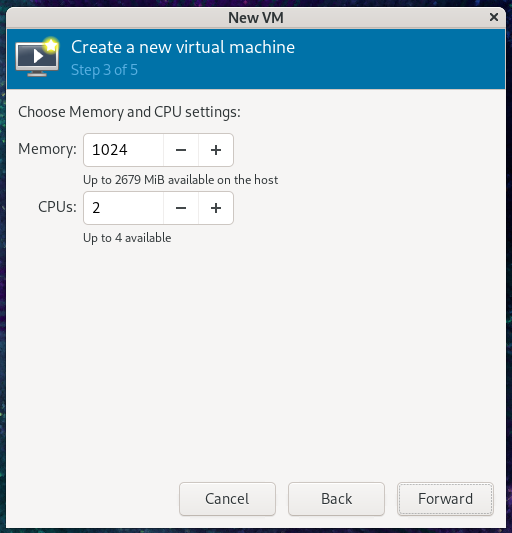 New VM
Create a new virtual machine
Step 3 of 5
Choose Memory and CPU settings:
Memory: 1024
Up to 2679 MiB available on the host
CPUs: 2
Up to 4 available
Cancel Back Forward